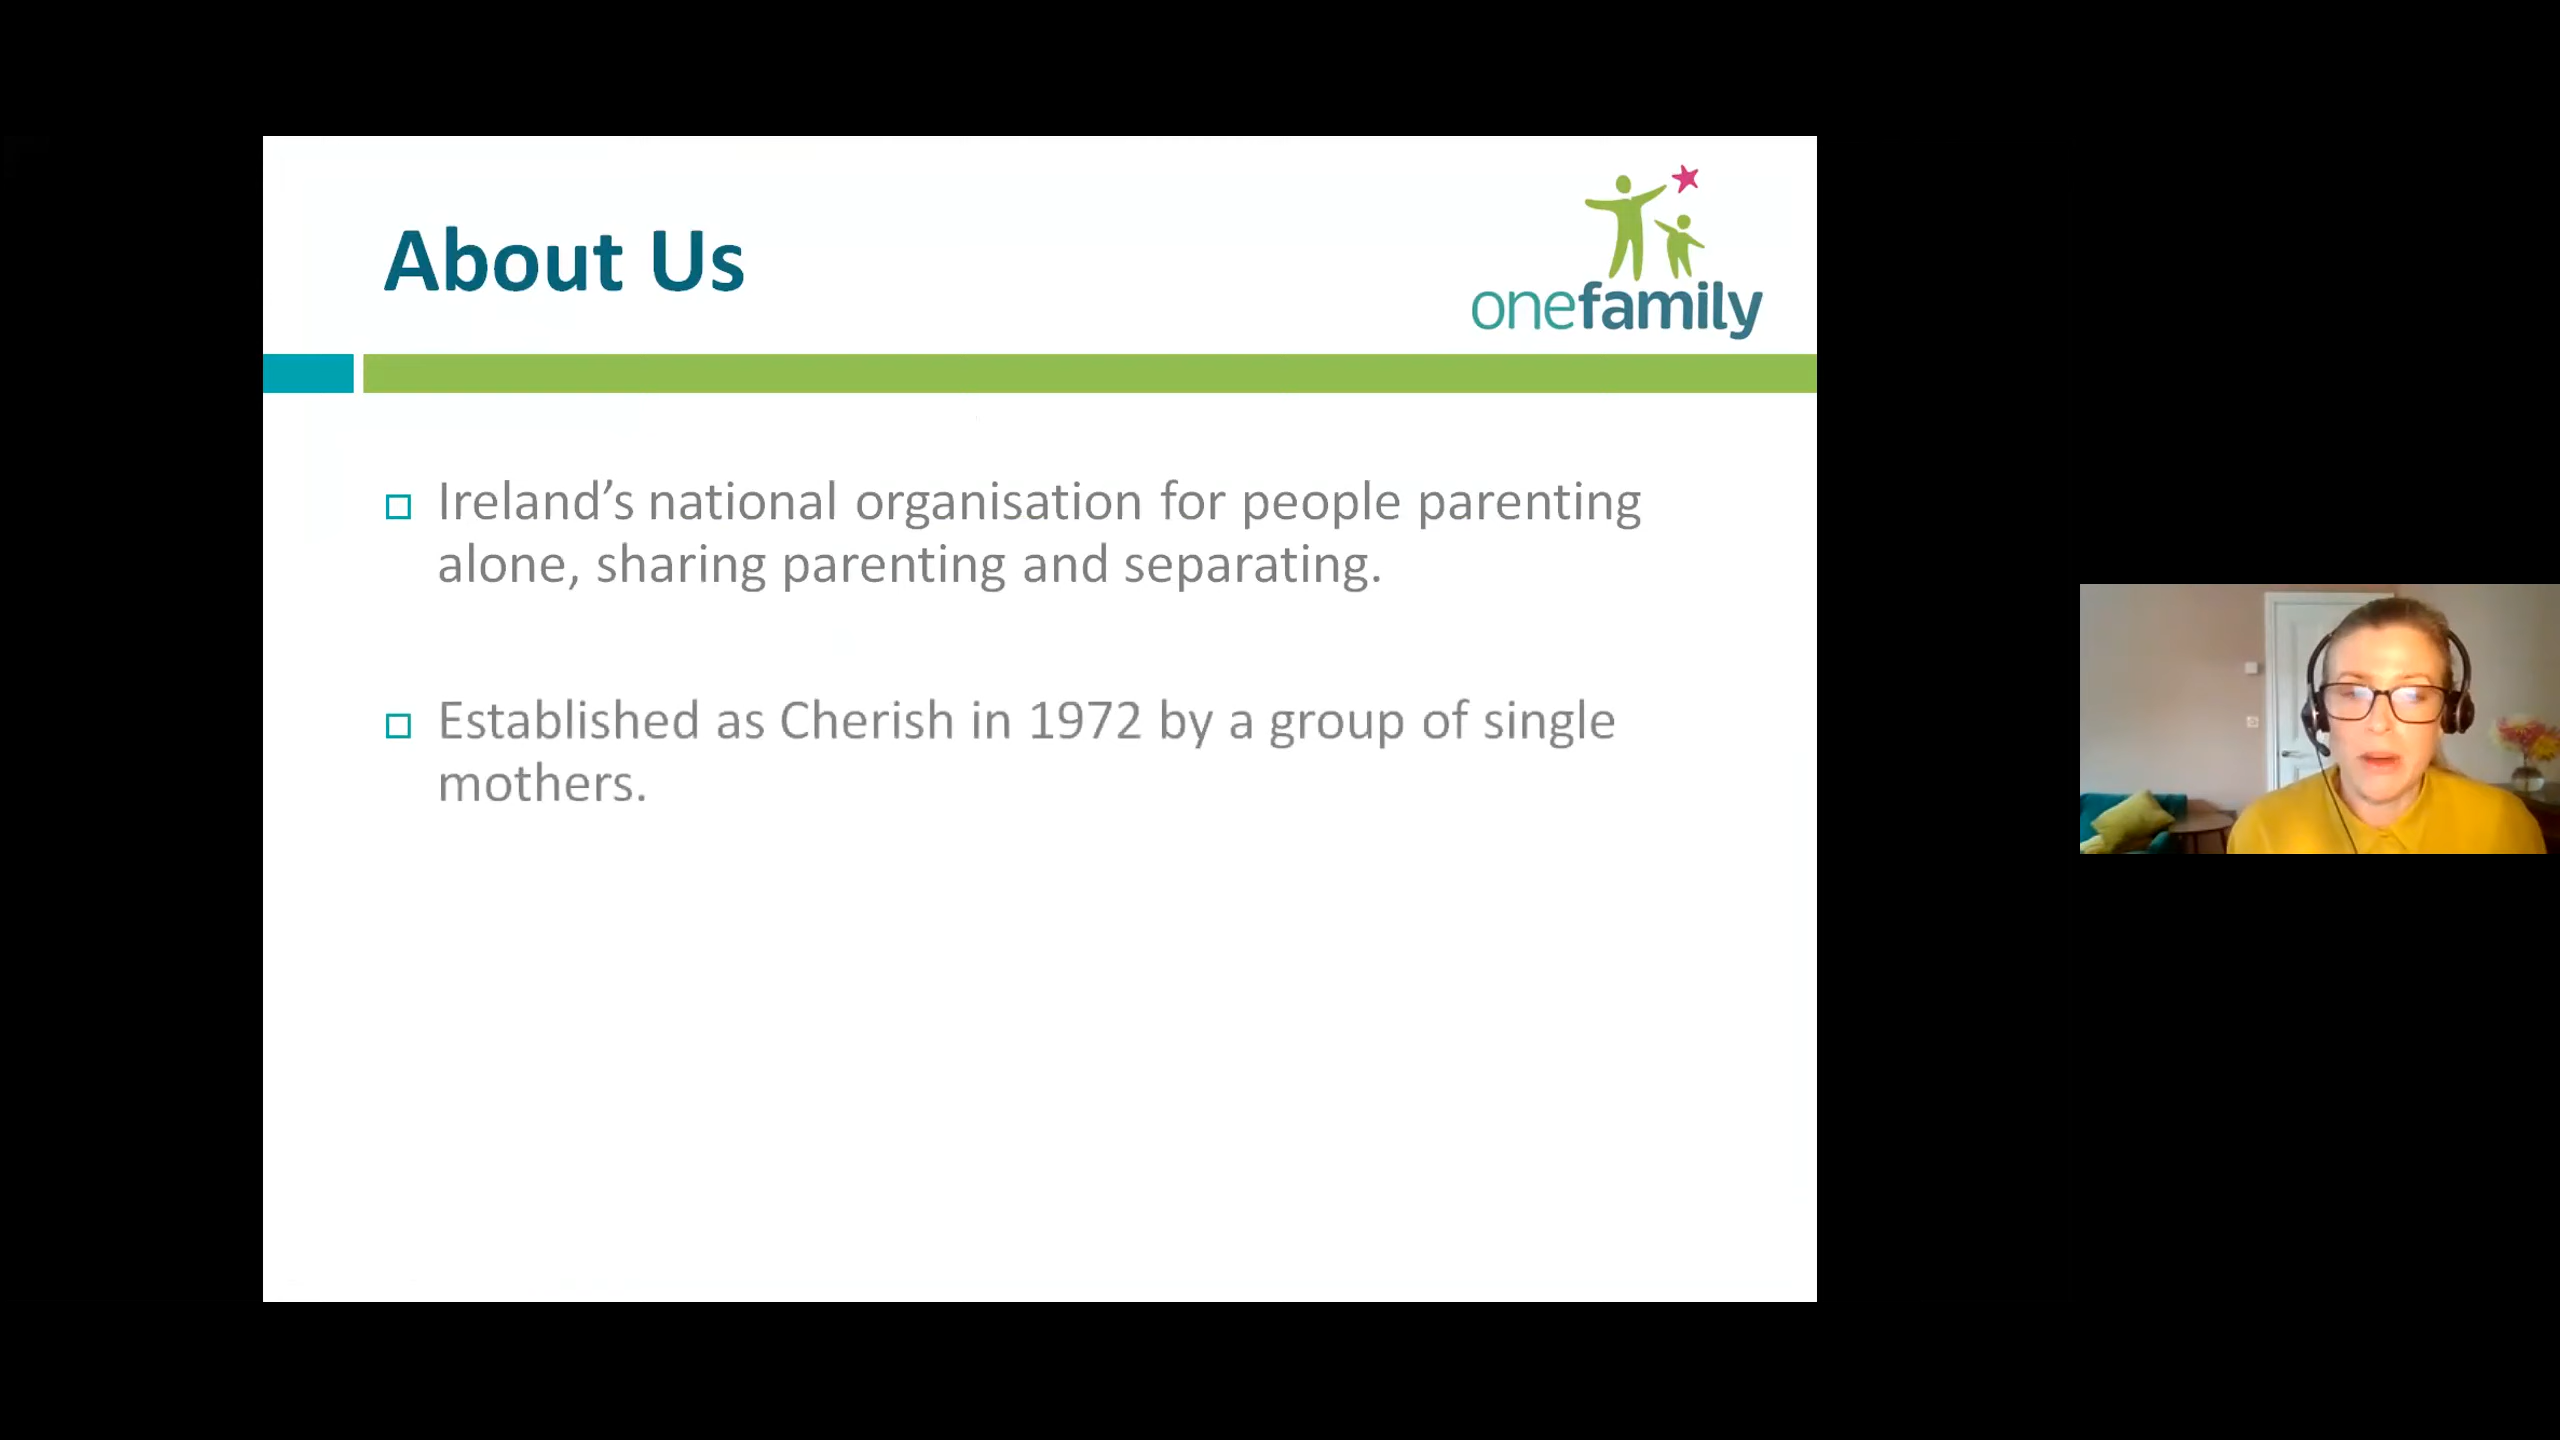 About Us
onefamily
Ireland’s national organisation for people parenting
alone, sharing parenting and separating.
Established as Cherish in 1972 by a group of single
mothers.